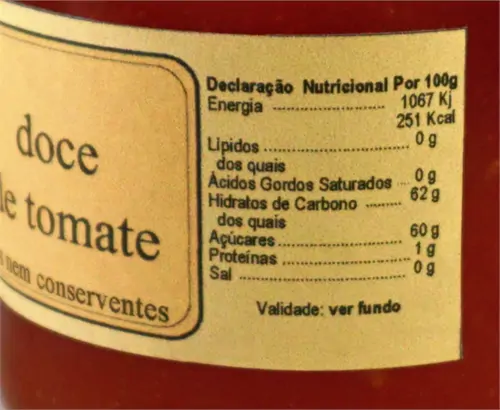 doce
de tomate
nem conserventes
Declaração Nutricional Por 100g
Energia ........................ 1067 Kj
251 Kcal
Lipidos ........................ 0 g
dos quais
Ácidos Gordos Saturados ... 0 g
Hidratos de Carbono ........ 62 g
dos quais
Açúcares........................ 60 g
Proteínas ........................ 1 g
Sal ........................ 0 g
Validade: ver fundo